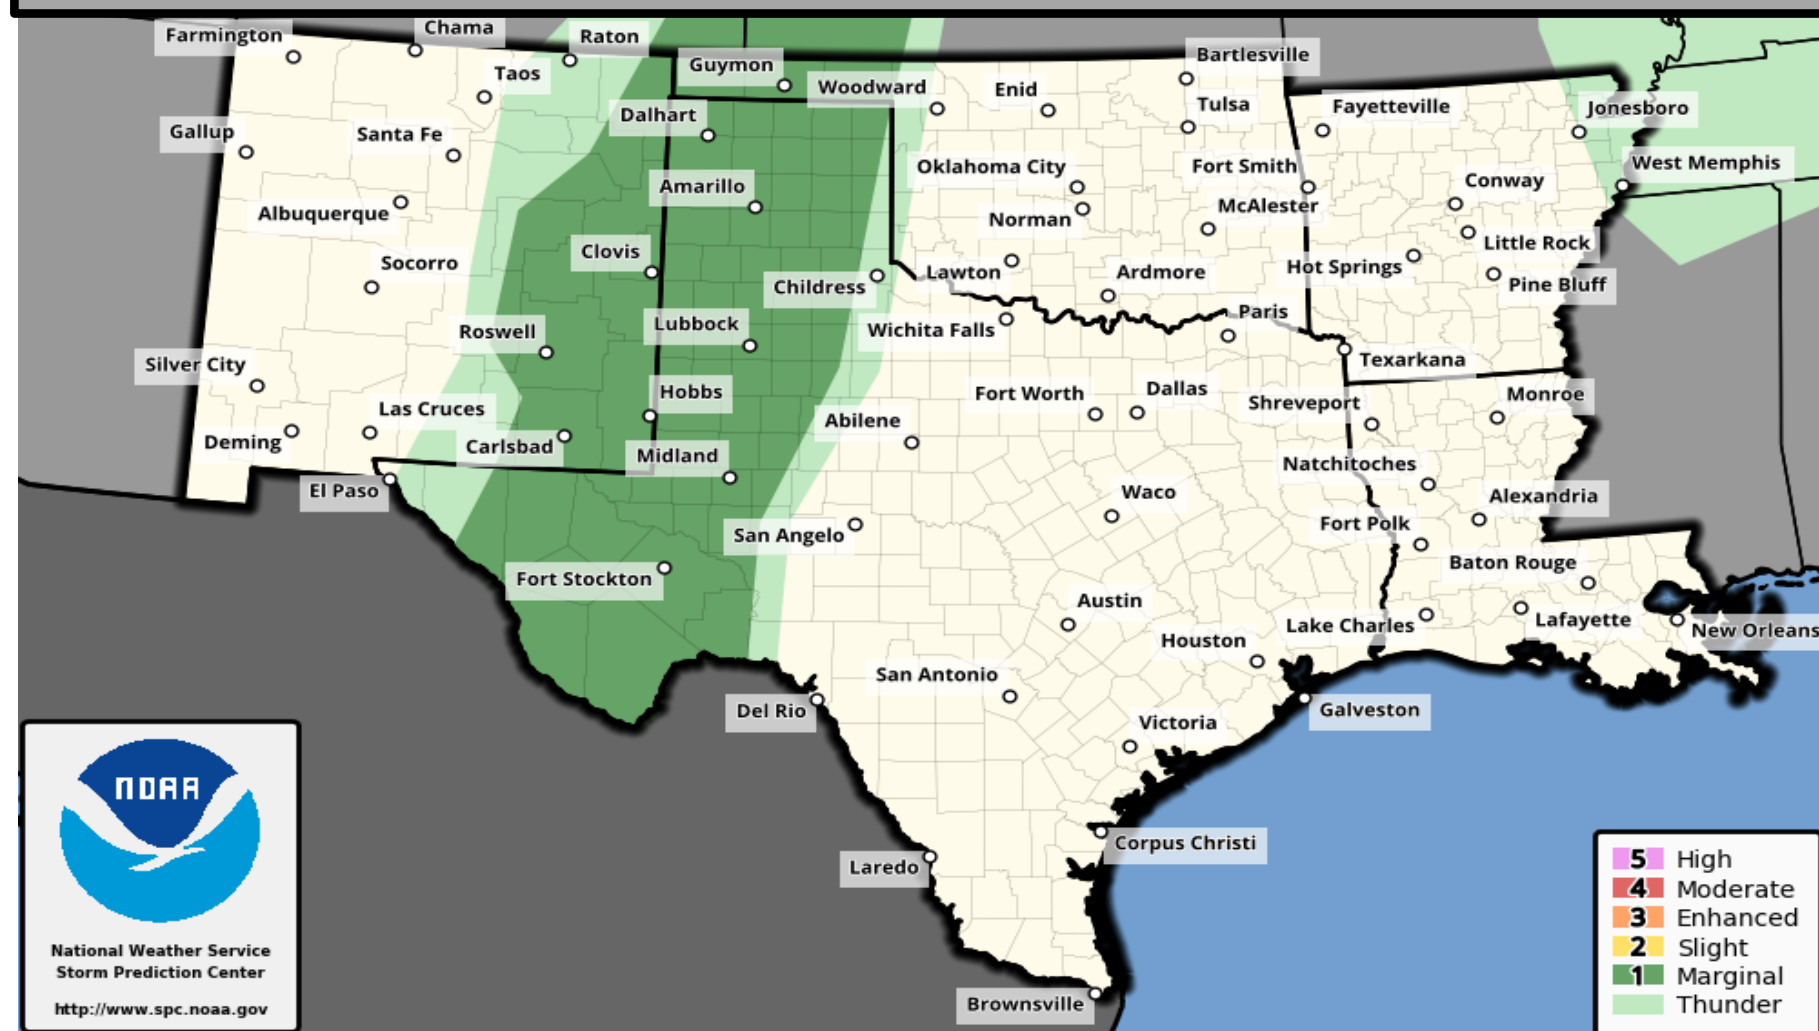 Farmington
Chama
Raton
Taos
Guymon
Woodward
Enid
Bartlesville
Tulsa
Fayetteville
Jonesboro
Gallup
Santa Fe
Dalhart
Oklahoma City
Fort Smith
West Memphis
Albuquerque
Amarillo
Norman
McAlester
Conway
Socorro
Clovis
Childress
Lawton
Ardmore
Hot Springs
Little Rock
Pine Bluff
Roswell
Lubbock
Wichita Falls
Paris
Texarkana
Silver City
Las Cruces
Hobbs
Fort Worth
Dallas
Shreveport
Monroe
Deming
Carlsbad
Midland
Abilene
Natchitoches
El Paso
San Angelo
Waco
Fort Polk
Alexandria
Fort Stockton
Baton Rouge
Austin
Houston
Lake Charles
Lafayette
New Orleans
Del Rio
San Antonio
Victoria
Galveston
Laredo
Corpus Christi
Brownsville
NOAA
National Weather Service
Storm Prediction Center
http://www.spc.noaa.gov
5 High
4 Moderate
3 Enhanced
2 Slight
1 Marginal
Thunder